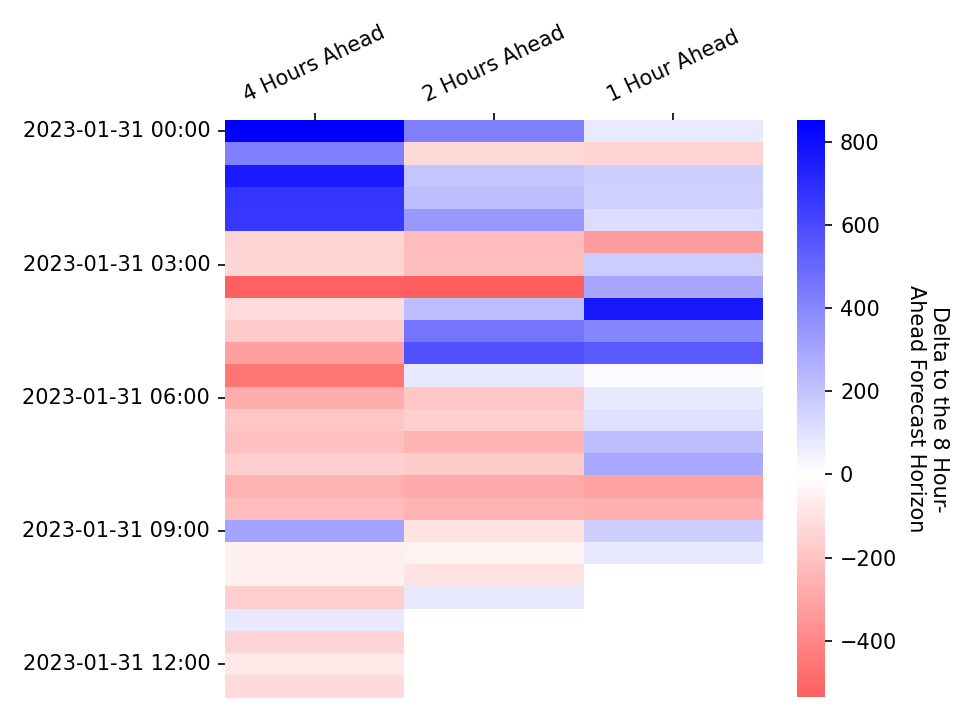 4 Hours Ahead
2 Hours Ahead
1 Hour Ahead
2023-01-31 00:00
2023-01-31 03:00
2023-01-31 06:00
2023-01-31 09:00
2023-01-31 12:00
800
600
400
200
0
−200
−400
Delta to the 8 Hour-
Ahead Forecast Horizon